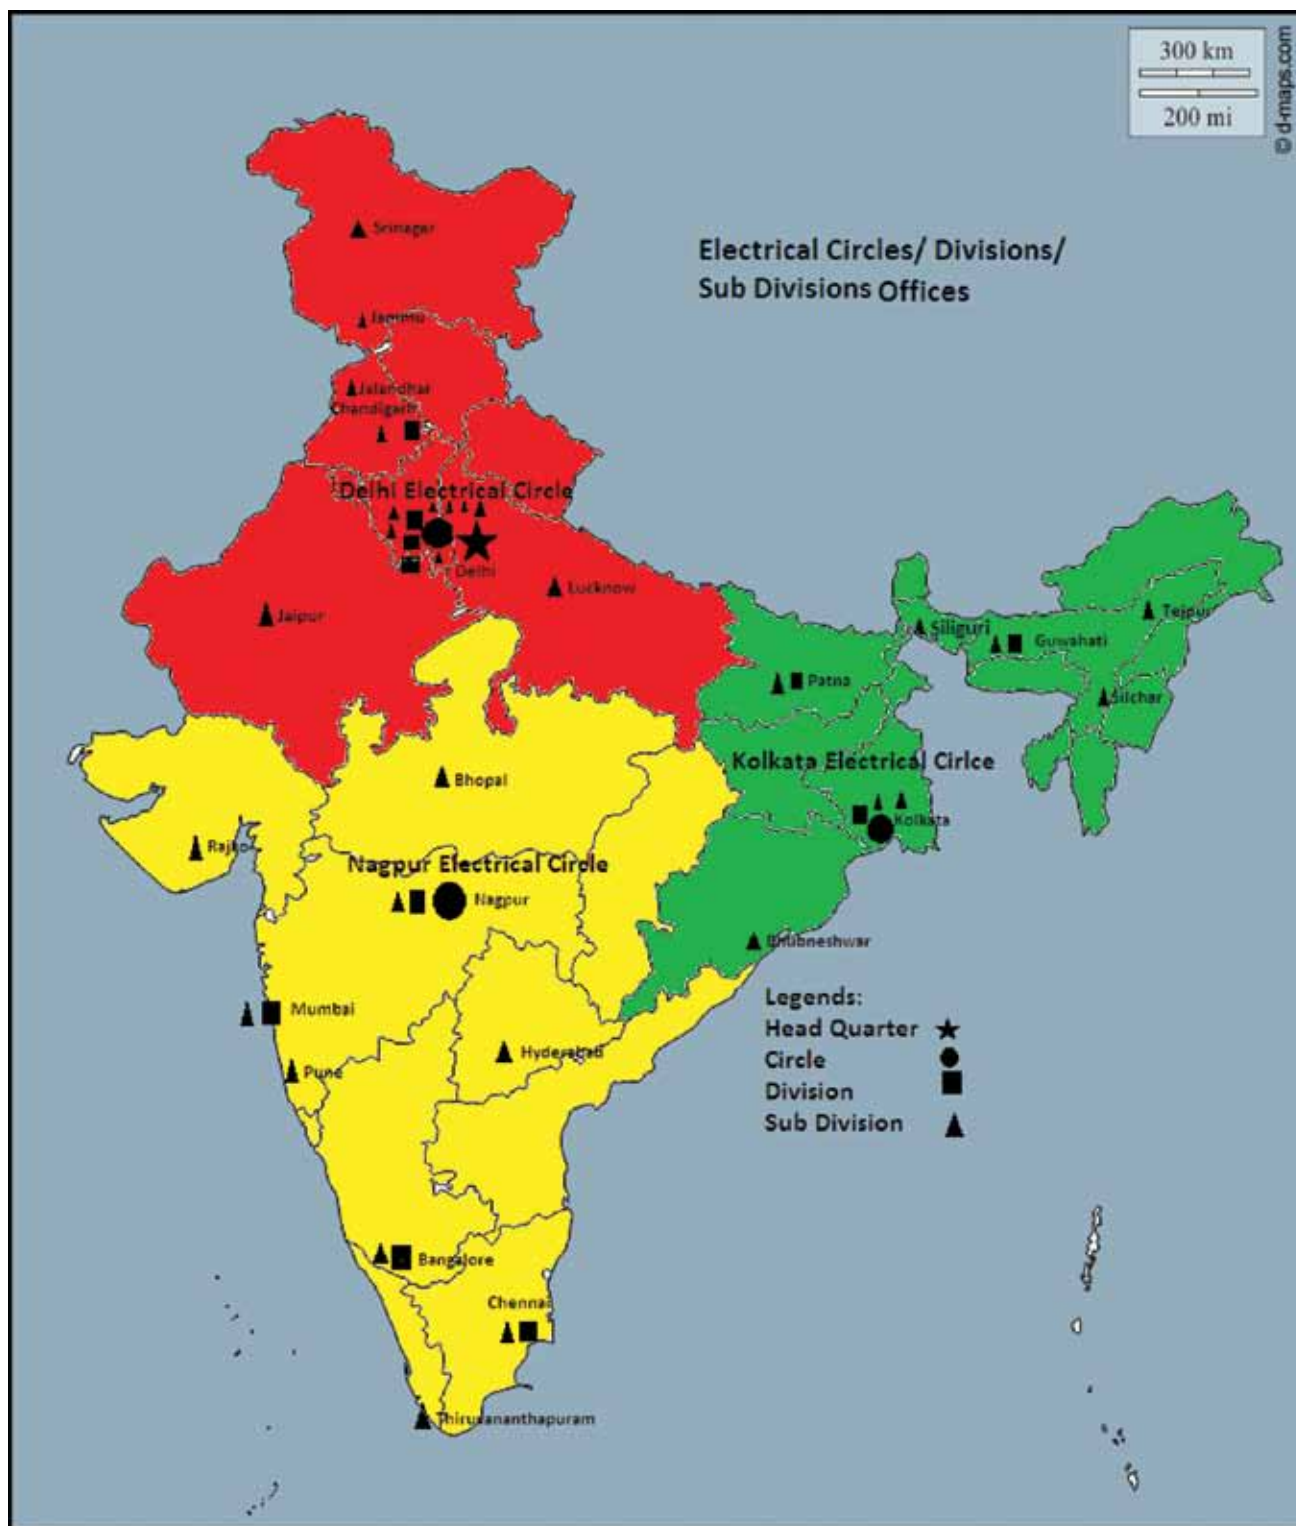 300 km
200 mi
© d-maps.com
Electrical Circles/ Divisions/
Sub Divisions Offices
Srinager
Jammu
Jalandhar
Chandigarh
Delhi Electrical Circle
Delhi
Lucknow
Jaipur
Siliguri
Tejpur
Guwahati
Patna
Silchar
Kolkata Electrical Cirlce
Bhopal
Kolkata
Rajko
Nagpur Electrical Circle
Nagpur
Bhubneshwar
Legends:
Head Quarter
Circle
Division
Sub Division
Mumbai
Hyderabad
Pune
Bangalore
Chennai
Thiruvananthapuram